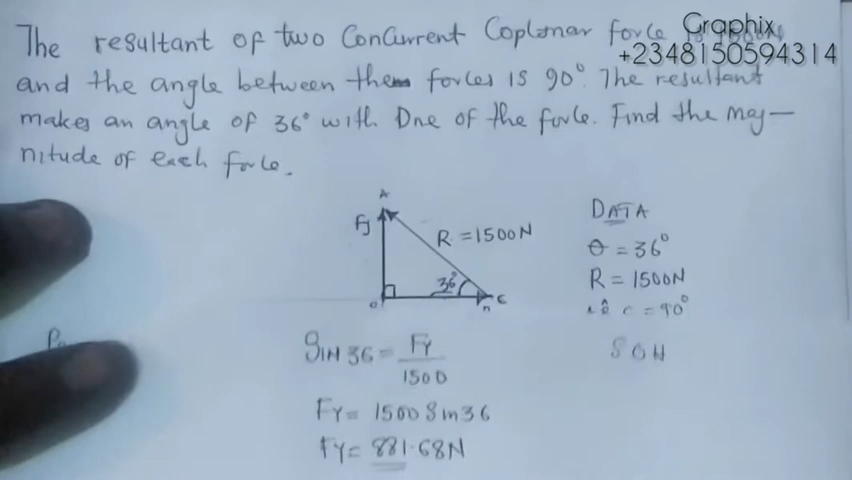 The resultant of two Concurrent Coplanar force is
Graphix
+2348150594314
and the angle between them forces is 90°. The resultant
makes an angle of 36° with One of the force. Find the mag–
nitude of each force.
A
Fy
R = 1500N
36°
C
DATA
θ = 36°
R = 1500N
= 90°
Sin 36 = Fy
1500
SOH
Fy = 1500 Sin 36
Fy = 881.68N